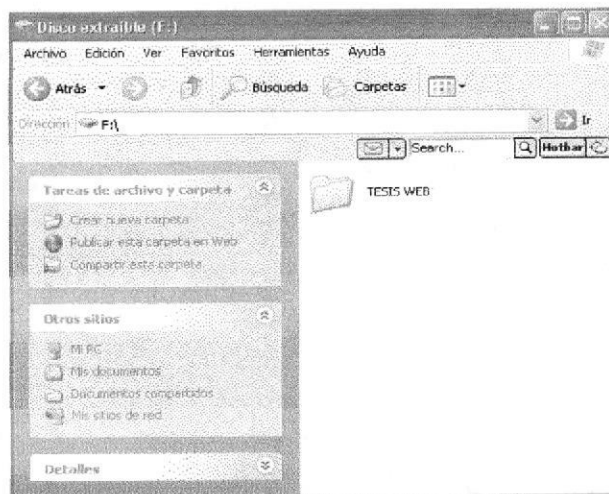 Disco extraíble (F:)
Archivo Edición Ver Favoritos Herramientas Ayuda
Atrás Búsqueda Carpetas
Dirección F:\ Ir
Search... Hotbar
Tareas de archivo y carpeta
Crear nueva carpeta
Publicar esta carpeta en Web
Compartir esta carpeta
TESIS WEB
Otros sitios
Mi PC
Mis documentos
Documentos compartidos
Mis sitios de red
Detalles